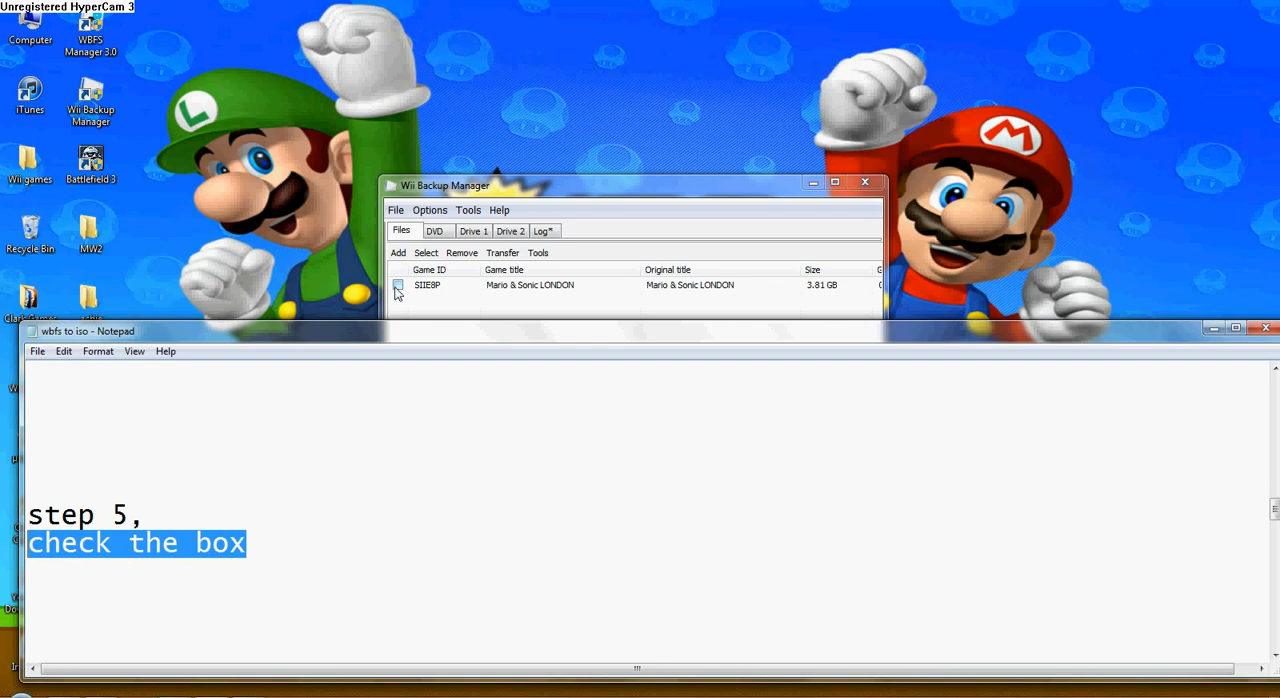 Unregistered HyperCam 3
Computer
WBFS
Manager 3.0
iTunes
Wii Backup
Manager
Wii games
Battlefield 3
Recycle Bin
MW2
L
M
Wii Backup Manager
File Options Tools Help
Files DVD Drive 1 Drive 2 Log*
Add Select Remove Transfer Tools
Game ID Game title Original title Size
SIIE8P Mario & Sonic LONDON Mario & Sonic LONDON 3.81 GB
wbfs to iso - Notepad
File Edit Format View Help
step 5,
check the box